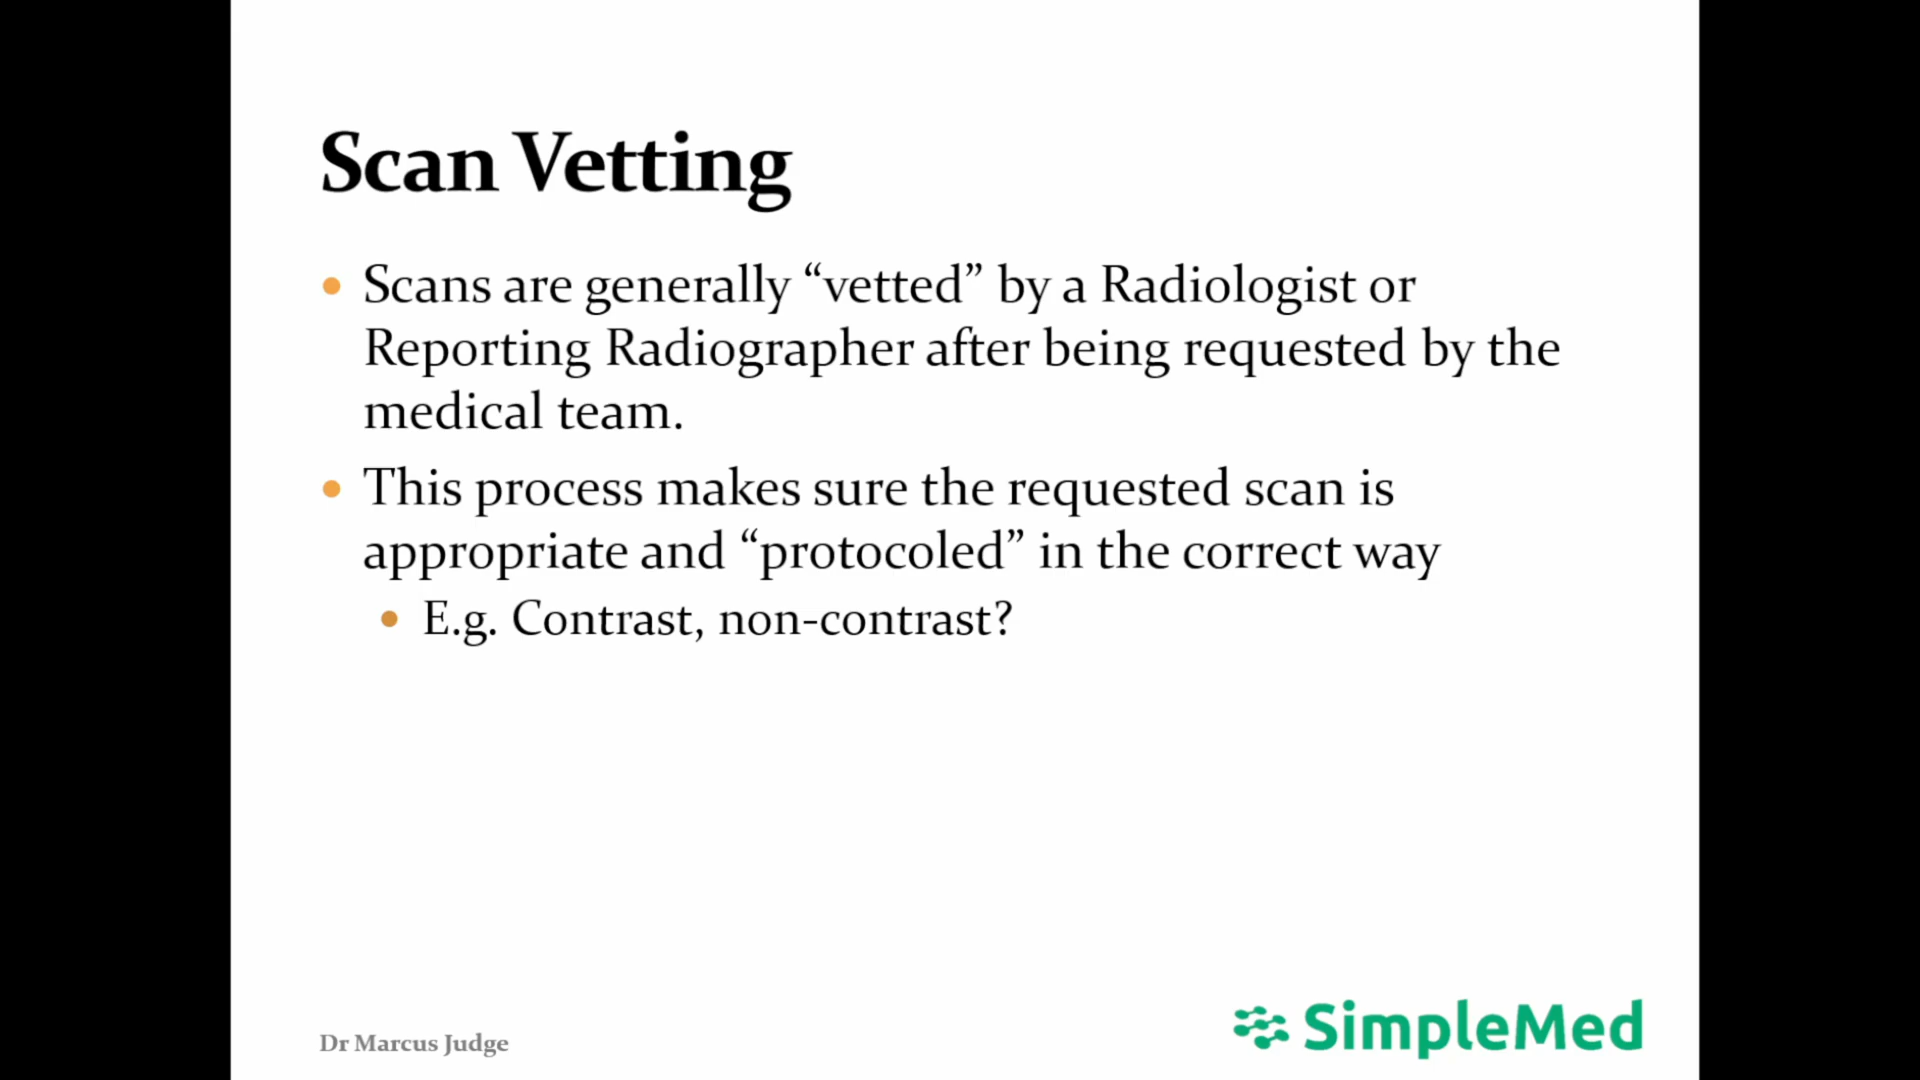 Scan Vetting
Scans are generally “vetted” by a Radiologist or
Reporting Radiographer after being requested by the
medical team.
This process makes sure the requested scan is
appropriate and “protocoled” in the correct way
E.g. Contrast, non-contrast?
Dr Marcus Judge
SimpleMed